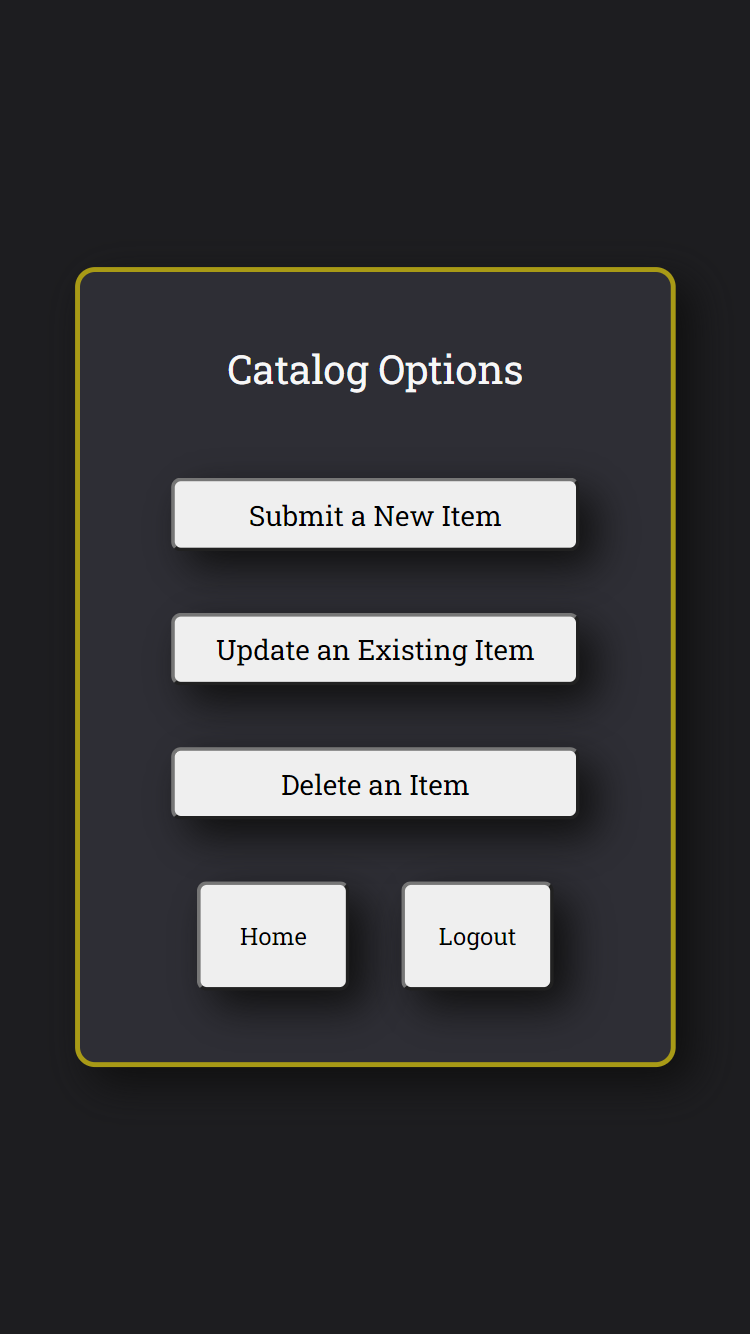 Catalog Options
Submit a New Item
Update an Existing Item
Delete an Item
Home
Logout